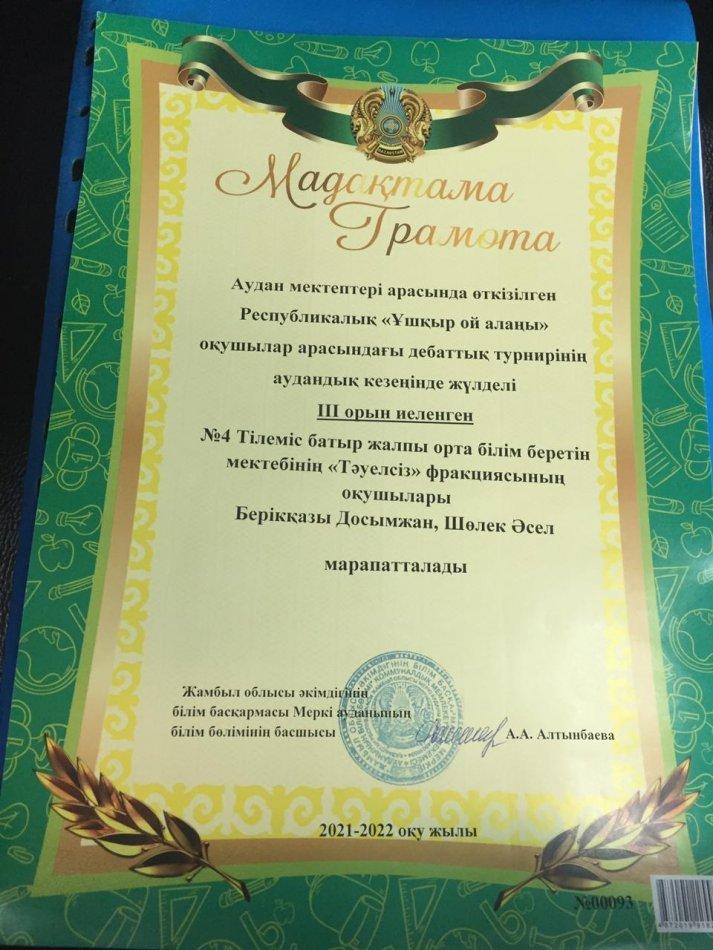 Мадақтама
Грамота
Аудан мектептері арасында өткізілген
Республикалық «Ұшқыр ой алаңы»
оқушылар арасындағы дебаттық турнирінің
аудандық кезеңінде жүлделі
ІІІ орын иеленген
№4 Тілеміс батыр жалпы орта білім беретін
мектебінің «Тәуелсіз» фракциясының
оқушылары
Берікқазы Досымжан, Шөлек Әсел
марапатталады
Жамбыл облысы әкімдігінің
білім басқармасы Меркі ауданының
білім бөлімінің басшысы А.А. Алтынбаева
2021-2022 оқу жылы
№00093